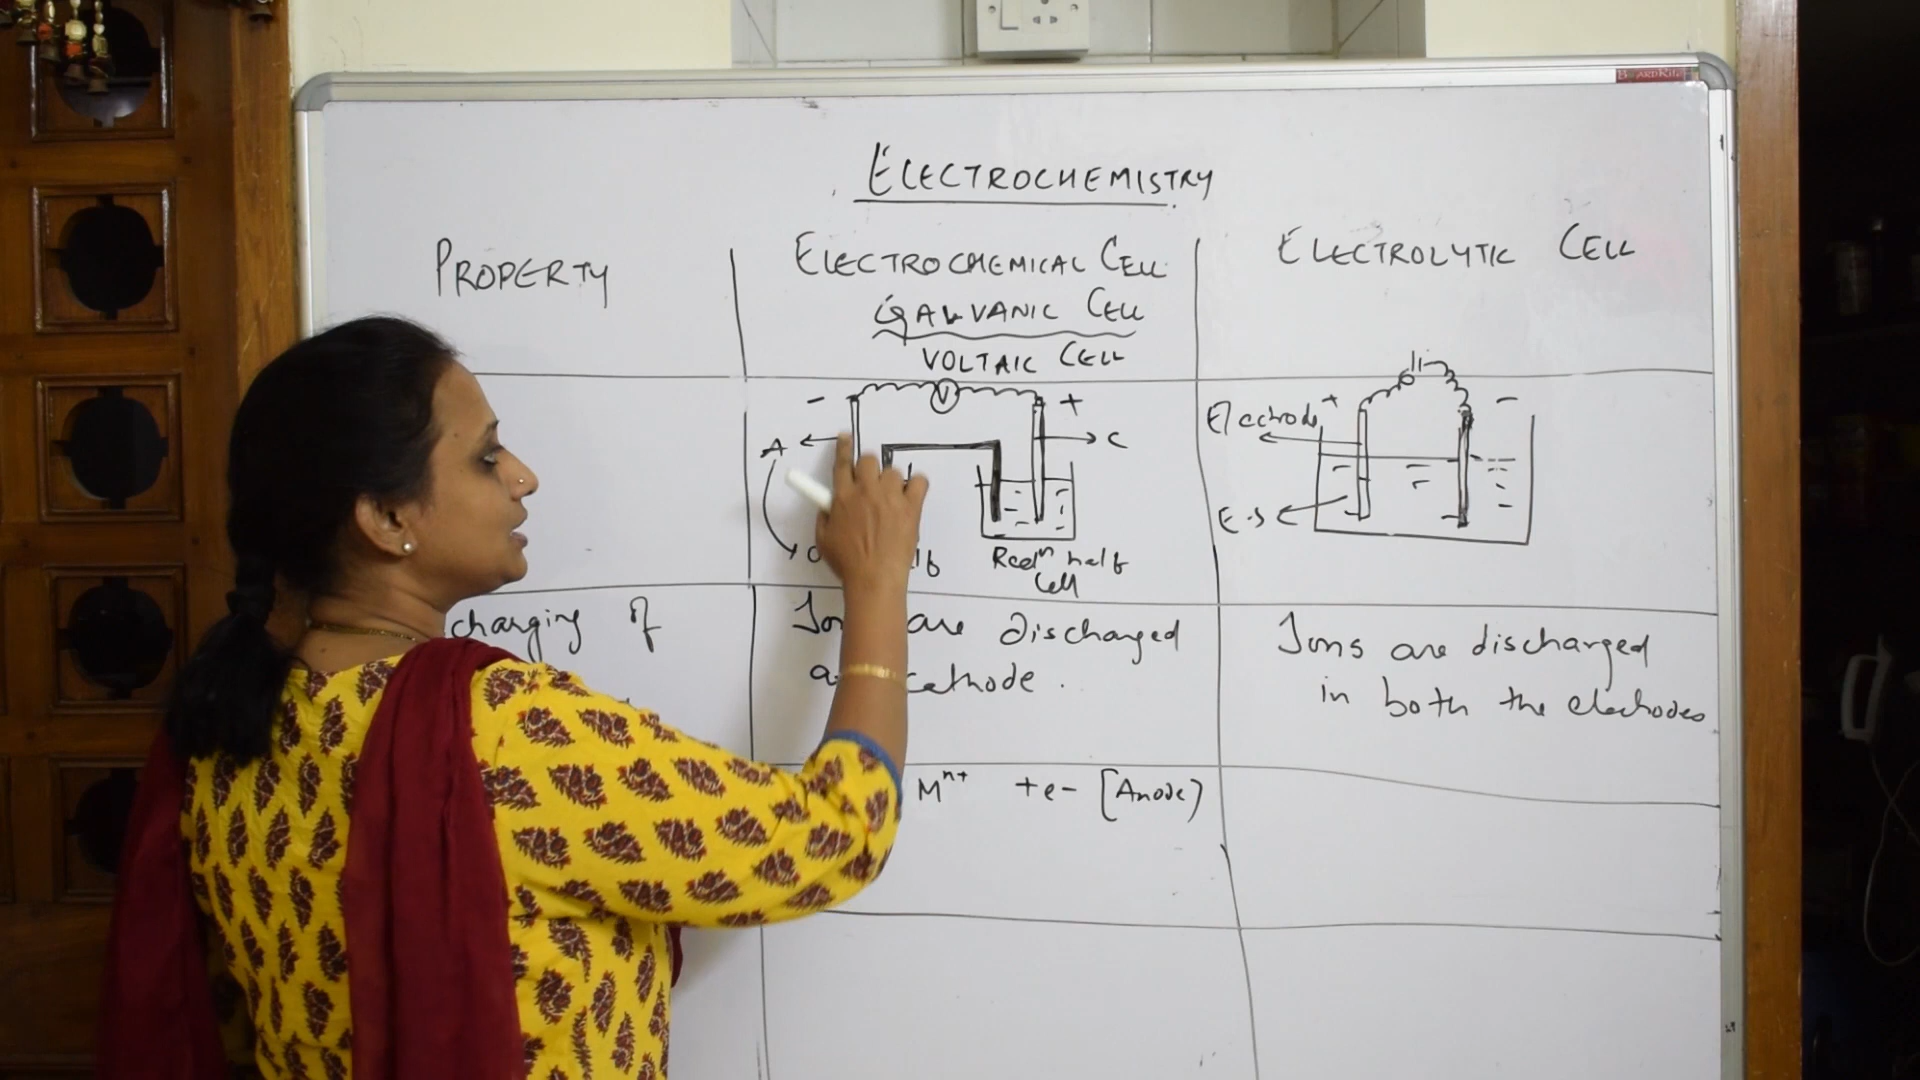 ELECTROCHEMISTRY
PROPERTY
ELECTROCHEMICAL CELL
GALVANIC CELL
VOLTAIC CELL
ELECTROLYTIC CELL
- V +
A C
Redn half
cell
Electrode + -
E.s
charging of
Ions are discharged
cathode.
Ions are discharged
in both the electrodes
Mn+ +e- [Anode)